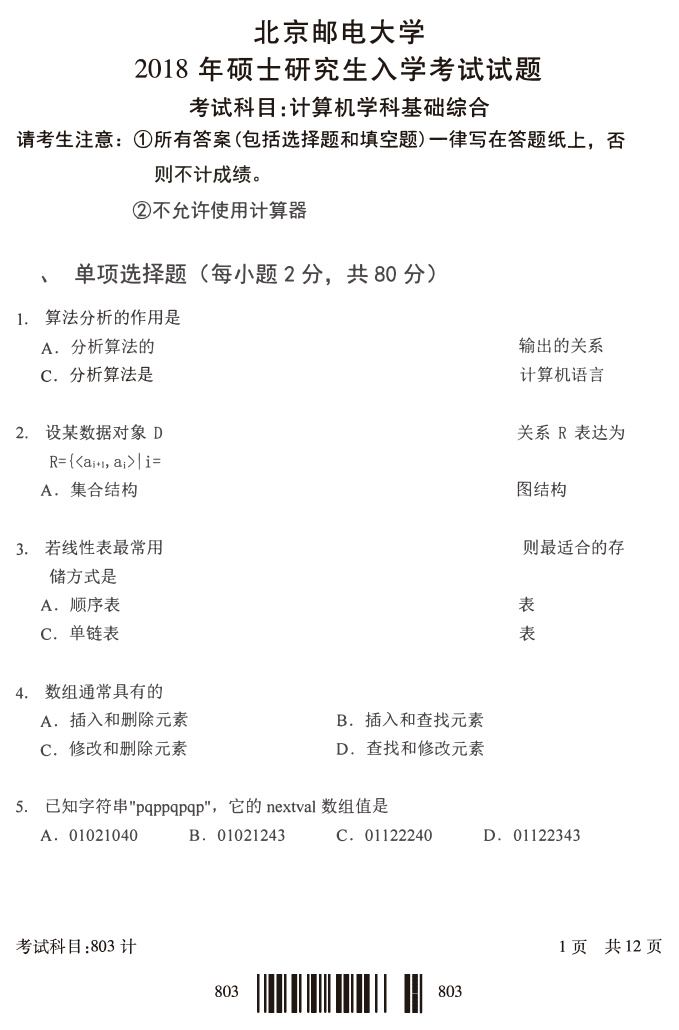 北京邮电大学
2018 年硕士研究生入学考试试题
考试科目:计算机学科基础综合
请考生注意：①所有答案(包括选择题和填空题)一律写在答题纸上，否
则不计成绩。
②不允许使用计算器
、 单项选择题（每小题 2 分，共 80 分）
1. 算法分析的作用是
A．分析算法的 输出的关系
C．分析算法是 计算机语言
2. 设某数据对象 D 关系 R 表达为
R={<aᵢ₊₁,aᵢ>|i=
A．集合结构 图结构
3. 若线性表最常用 则最适合的存
储方式是
A．顺序表 表
C．单链表 表
4. 数组通常具有的
A．插入和删除元素 B．插入和查找元素
C．修改和删除元素 D．查找和修改元素
5. 已知字符串"pqppqpqp"，它的 nextval 数组值是
A．01021040 B．01021243 C．01122240 D．01122343
考试科目:803 计 1 页 共 12 页
803 803